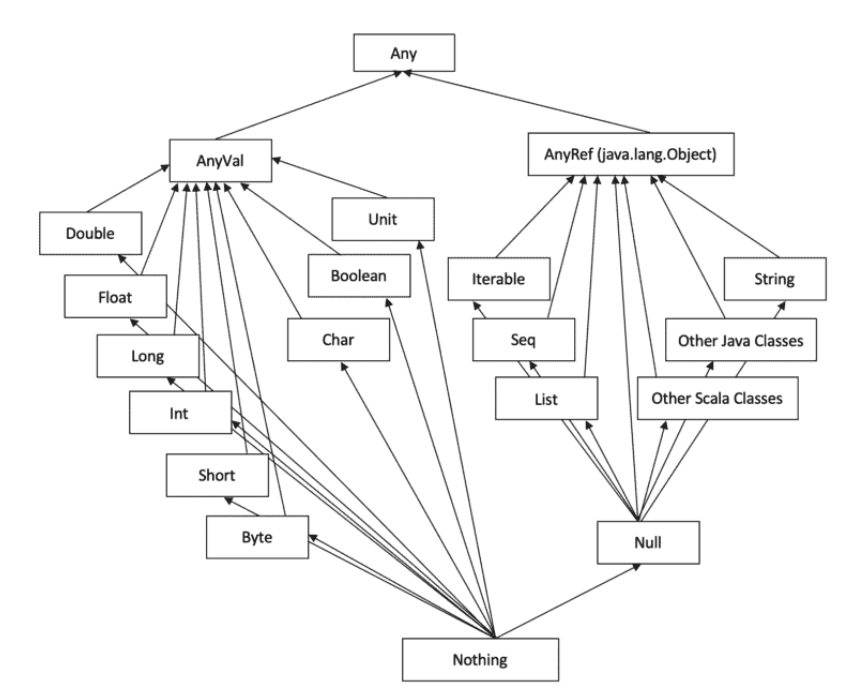 Any
AnyVal
AnyRef (java.lang.Object)
Double
Unit
Float
Boolean
Iterable
String
Long
Char
Seq
Other Java Classes
Int
List
Other Scala Classes
Short
Byte
Null
Nothing